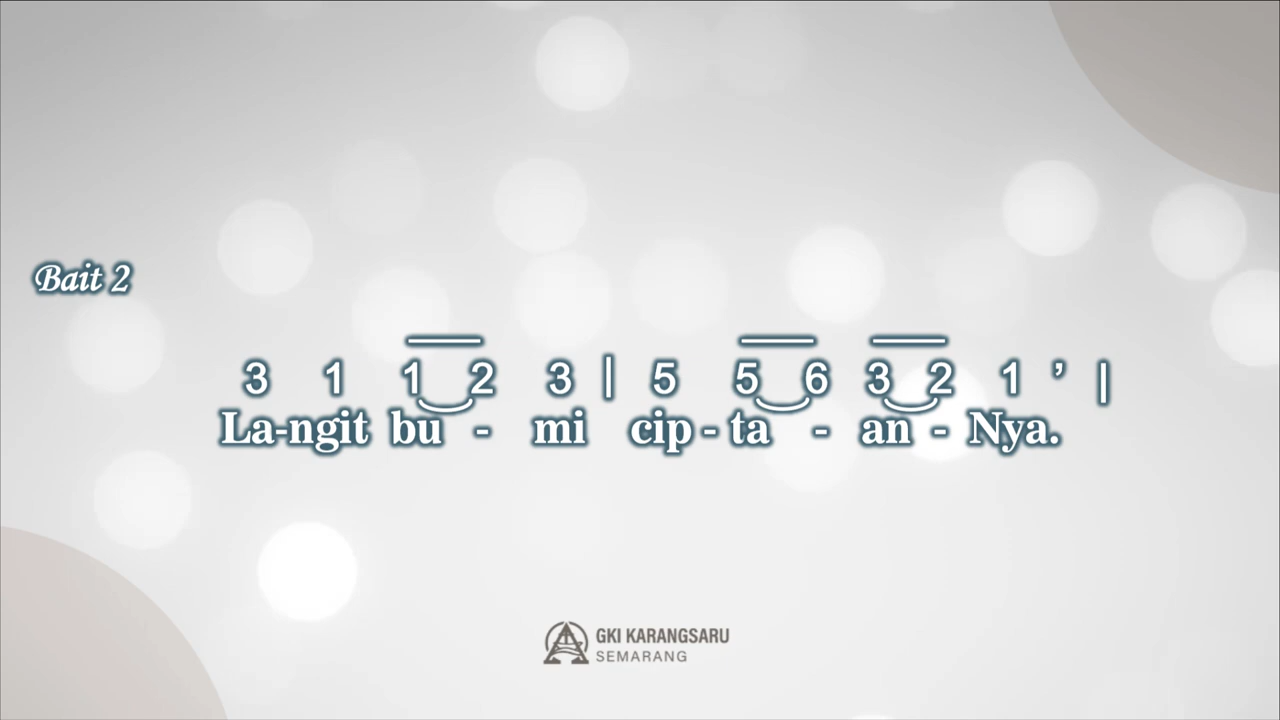 Bait 2
3 1 1 2 3 | 5 5 6 3 2 1 ’ |
La-ngit bu - mi cip - ta - an - Nya.
GKI KARANGSARU
SEMARANG